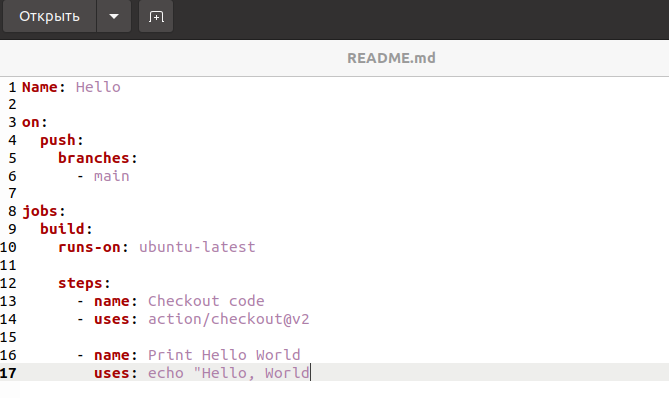 Открыть
README.md
1 Name: Hello
2
3 on:
4   push:
5     branches:
6       - main
7
8 jobs:
9   build:
10     runs-on: ubuntu-latest
11
12     steps:
13       - name: Checkout code
14       - uses: action/checkout@v2
15
16       - name: Print Hello World
17         uses: echo "Hello, World